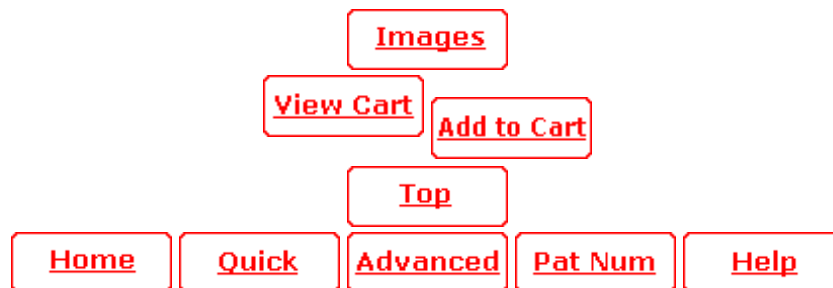 Images
View Cart
Add to Cart
Top
Home Quick Advanced Pat Num Help